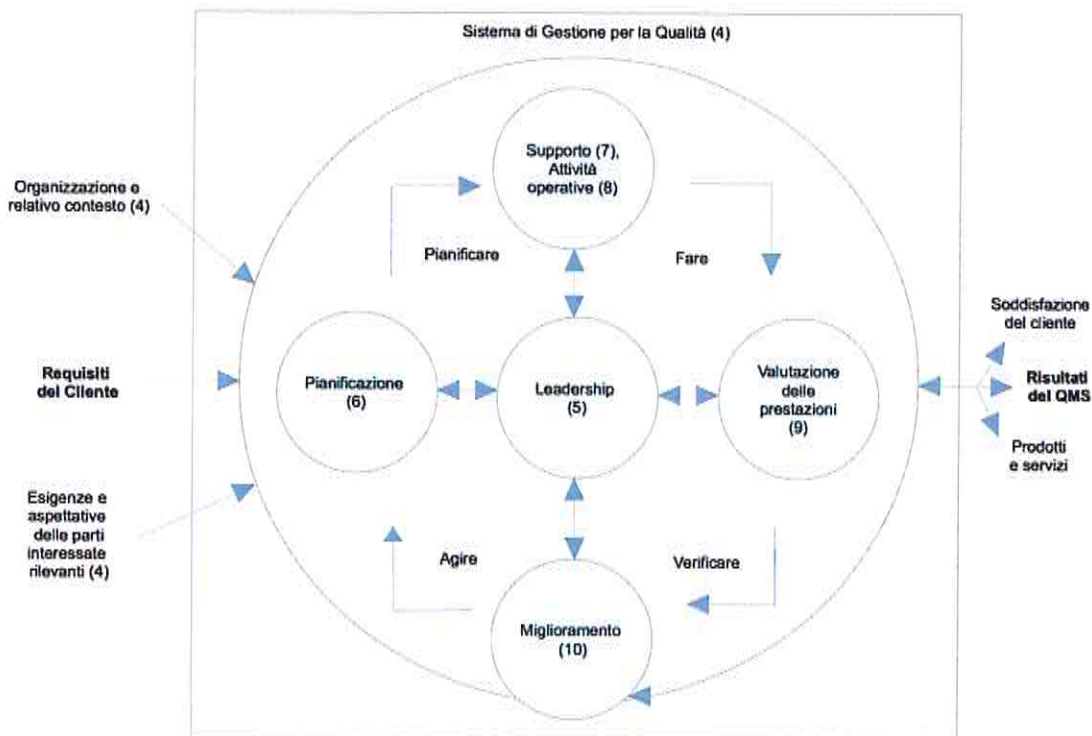 Sistema di Gestione per la Qualità (4)
Supporto (7),
Attività
operative (8)
Organizzazione e
relativo contesto (4)
Pianificare
Fare
Soddisfazione
del cliente
Requisiti
del Cliente
Pianificazione
(6)
Leadership
(5)
Valutazione
delle
prestazioni
(9)
Risultati
del QMS
Prodotti
e servizi
Esigenze e
aspettative
delle parti
interessate
rilevanti (4)
Agire
Verificare
Miglioramento
(10)